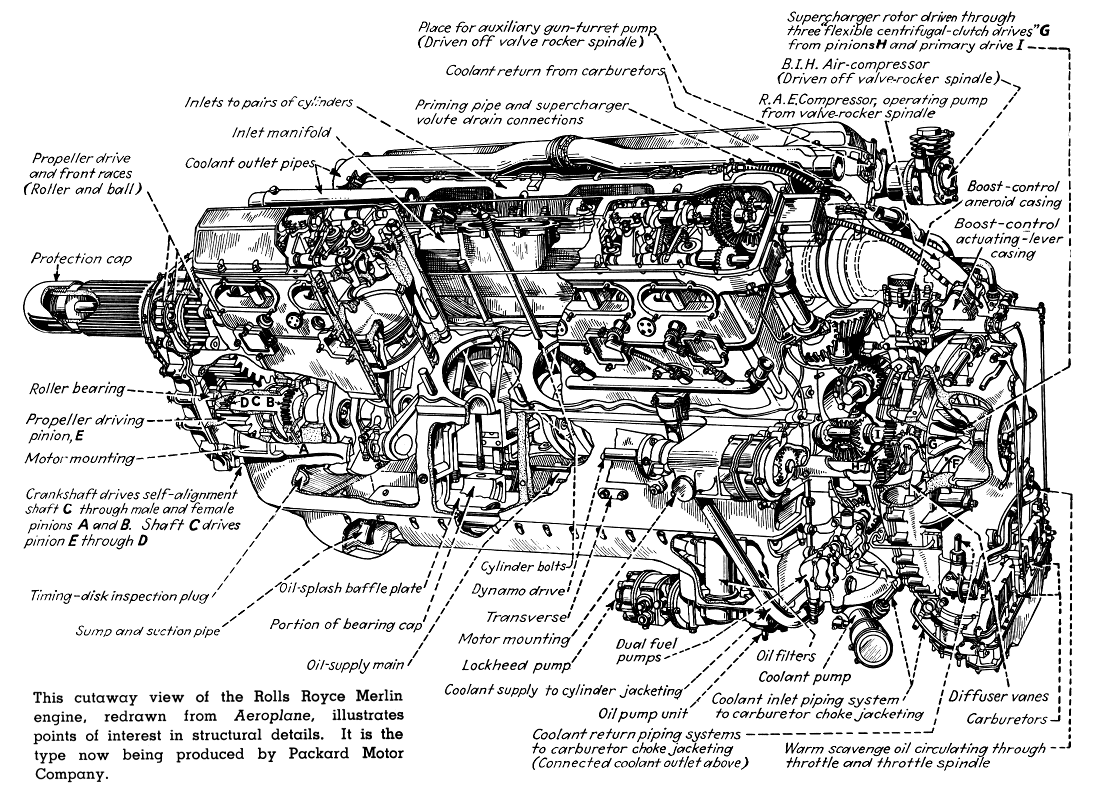 Place for auxiliary gun-turret pump
(Driven off valve rocker spindle)
Coolant return from carburetors
Supercharger rotor driven through
three "flexible centrifugal-clutch drives" G
from pinions H and primary drive I
B.I.H. Air-compressor
(Driven off valve-rocker spindle)
R.A.E. Compressor, operating pump
from valve-rocker spindle
Inlets to pairs of cylinders
Priming pipe and supercharger
volute drain connections
Inlet manifold
Coolant outlet pipes
Propeller drive
and front races
(Roller and ball)
Boost-control
aneroid casing
Boost-control
actuating-lever
casing
Protection cap
Roller bearing
D C B
Propeller driving
pinion, E
A
Motor mounting
I
G
F
Crankshaft drives self-alignment
shaft C through male and female
pinions A and B. Shaft C drives
pinion E through D
Timing-disk inspection plug
Oil-splash baffle plate
Cylinder bolts
Dynamo drive
Sump and suction pipe
Portion of bearing cap
Transverse
Motor mounting
Oil-supply main
Lockheed pump
Dual fuel
pumps
Oil filters
Coolant pump
Coolant supply to cylinder jacketing
Oil pump unit
Coolant inlet piping system
to carburetor choke jacketing
Diffuser vanes
Carburetors
Coolant return piping systems
to carburetor choke jacketing
(Connected coolant outlet above)
Warm scavenge oil circulating through
throttle and throttle spindle
This cutaway view of the Rolls Royce Merlin
engine, redrawn from Aeroplane, illustrates
points of interest in structural details. It is the
type now being produced by Packard Motor
Company.